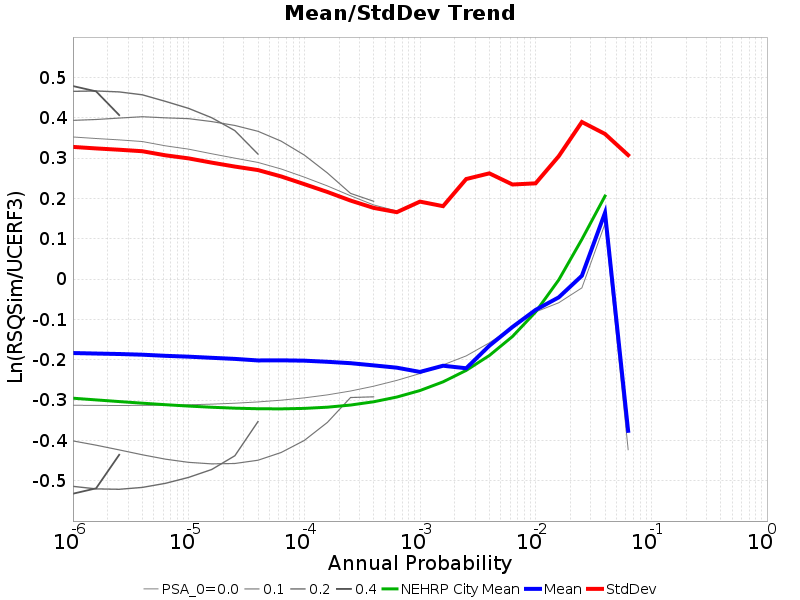 Mean/StdDev Trend
Ln(RSQSim/UCERF3)
0.5
0.4
0.3
0.2
0.1
0
-0.1
-0.2
-0.3
-0.4
-0.5
10-6 10-5 10-4 10-3 10-2 10-1 100
Annual Probability
PSA_0=0.0 0.1 0.2 0.4 NEHRP City Mean Mean StdDev